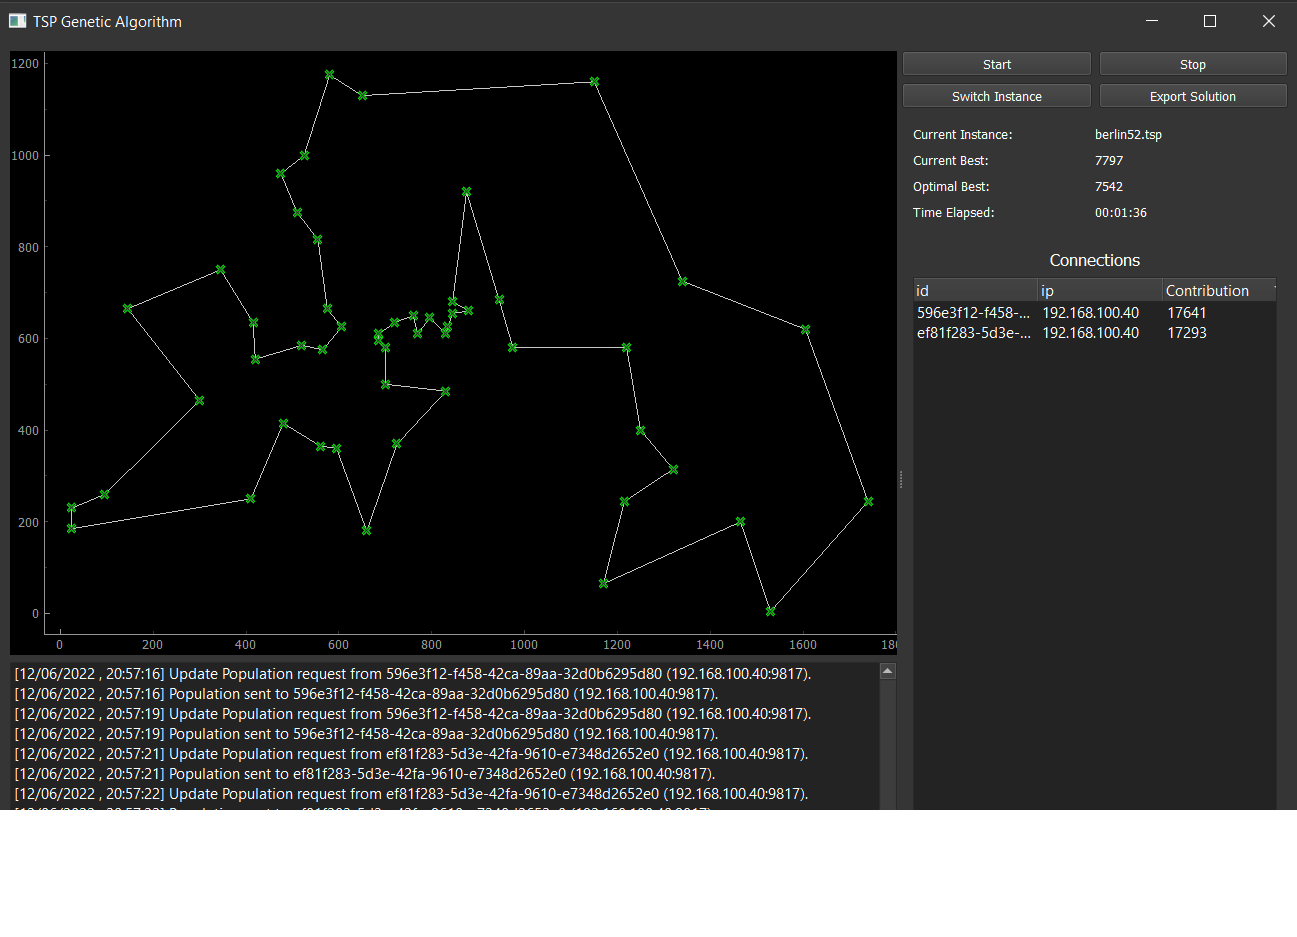 TSP Genetic Algorithm
Start Stop
Switch Instance Export Solution
Current Instance: berlin52.tsp
Current Best: 7797
Optimal Best: 7542
Time Elapsed: 00:01:36
Connections
id ip Contribution
596e3f12-f458-... 192.168.100.40 17641
ef81f283-5d3e-... 192.168.100.40 17293
1200
1000
800
600
400
200
0
0 200 400 600 800 1000 1200 1400 1600
[12/06/2022 , 20:57:16] Update Population request from 596e3f12-f458-42ca-89aa-32d0b6295d80 (192.168.100.40:9817).
[12/06/2022 , 20:57:16] Population sent to 596e3f12-f458-42ca-89aa-32d0b6295d80 (192.168.100.40:9817).
[12/06/2022 , 20:57:19] Update Population request from 596e3f12-f458-42ca-89aa-32d0b6295d80 (192.168.100.40:9817).
[12/06/2022 , 20:57:19] Population sent to 596e3f12-f458-42ca-89aa-32d0b6295d80 (192.168.100.40:9817).
[12/06/2022 , 20:57:21] Update Population request from ef81f283-5d3e-42fa-9610-e7348d2652e0 (192.168.100.40:9817).
[12/06/2022 , 20:57:21] Population sent to ef81f283-5d3e-42fa-9610-e7348d2652e0 (192.168.100.40:9817).
[12/06/2022 , 20:57:22] Update Population request from ef81f283-5d3e-42fa-9610-e7348d2652e0 (192.168.100.40:9817).